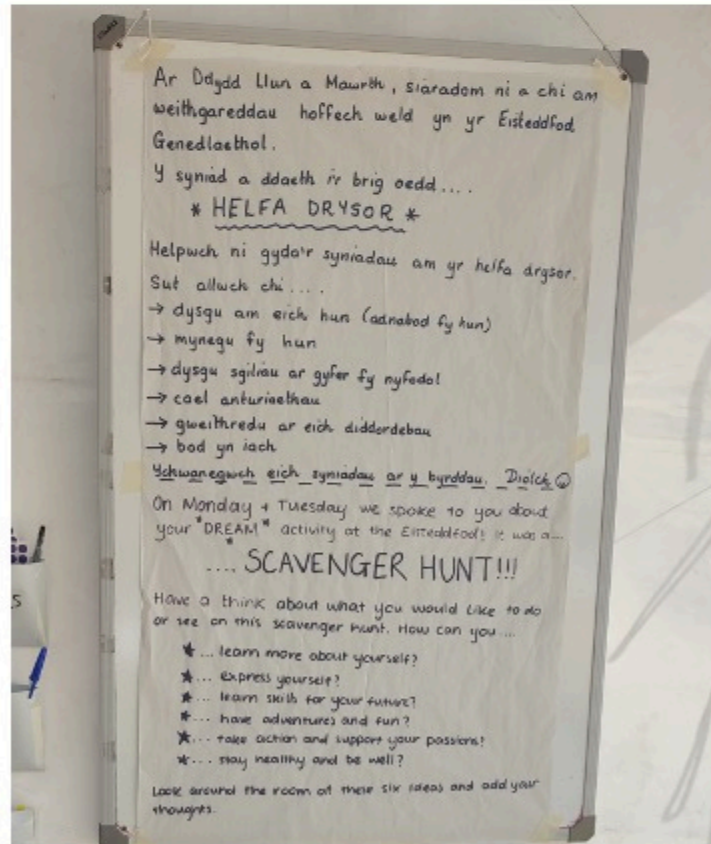 Ar Ddydd Llun a Mawrth, siaradom ni a chi am
weithgareddau hoffech weld yn yr Eisteddfod
Genedlaethol.
Y syniad a ddaeth i'r brig oedd....
* HELFA DRYSOR *
Helpwch ni gyda'r syniadau am yr helfa drysor.
Sut allwch chi....
→ dysgu am eich hun (adnabod fy hun)
→ mynegu fy hun
→ dysgu sgiliau ar gyfer fy nyfodol
→ cael anturiaethau
→ gweithredu ar eich diddordebau
→ bod yn iach
Ychwanegwch eich syniadau ar y byrddau. Diolch ☺
On Monday + Tuesday we spoke to you about
your *DREAM* activity at the Eisteddfod! It was a...
.... SCAVENGER HUNT!!!
Have a think about what you would like to do
or see on this scavenger hunt. How can you....
★... learn more about yourself?
★... express yourself?
★... learn skills for your future?
★... have adventures and fun?
★... take action and support your passions?
★... stay healthy and be well?
Look around the room at these six ideas and add your
thoughts.